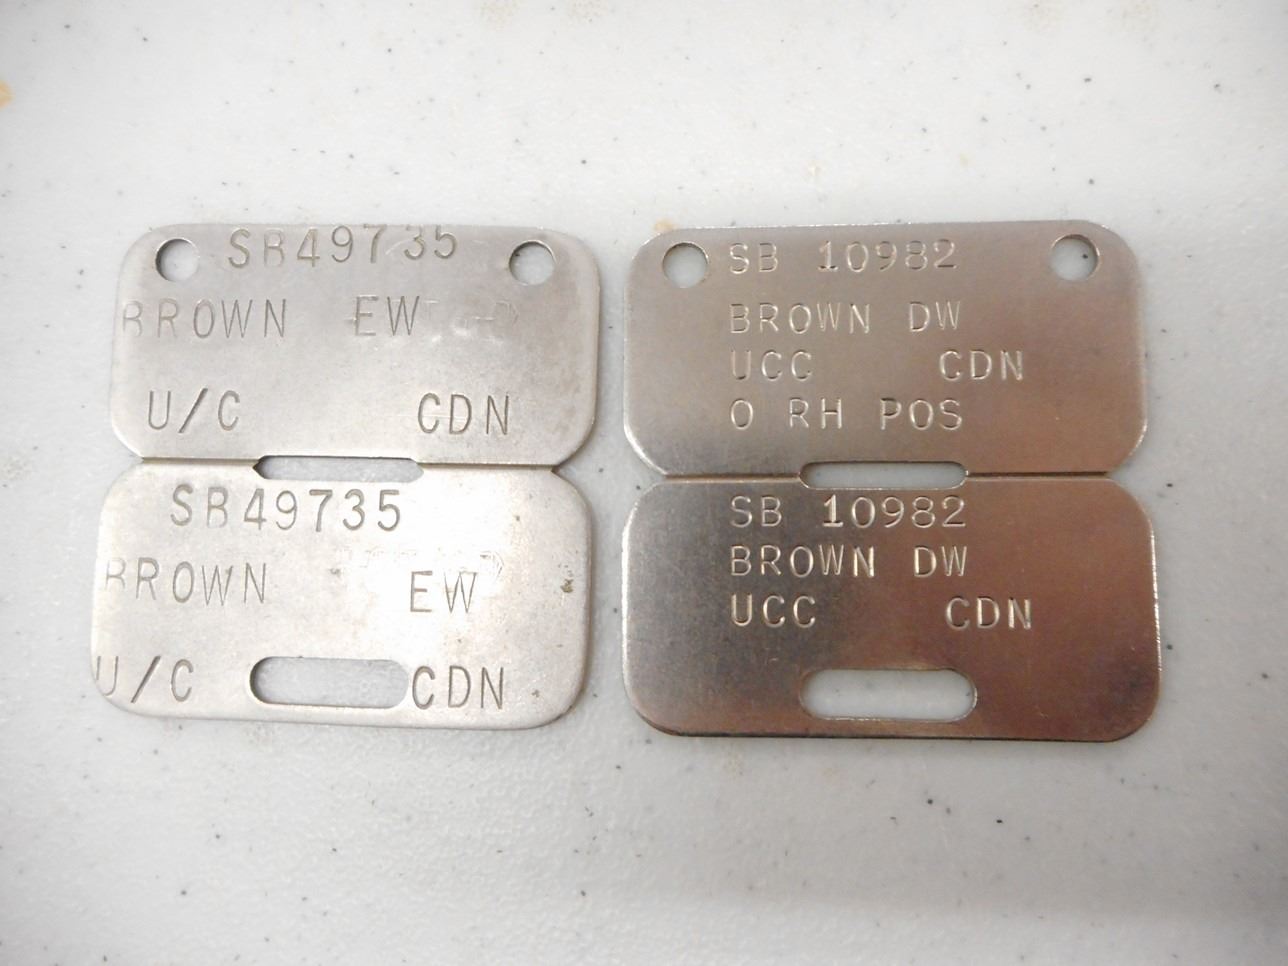 SB49735
BROWN EW
U/C CDN
SB49735
BROWN EW
U/C CDN
SB 10982
BROWN DW
UCC CDN
O RH POS
SB 10982
BROWN DW
UCC CDN